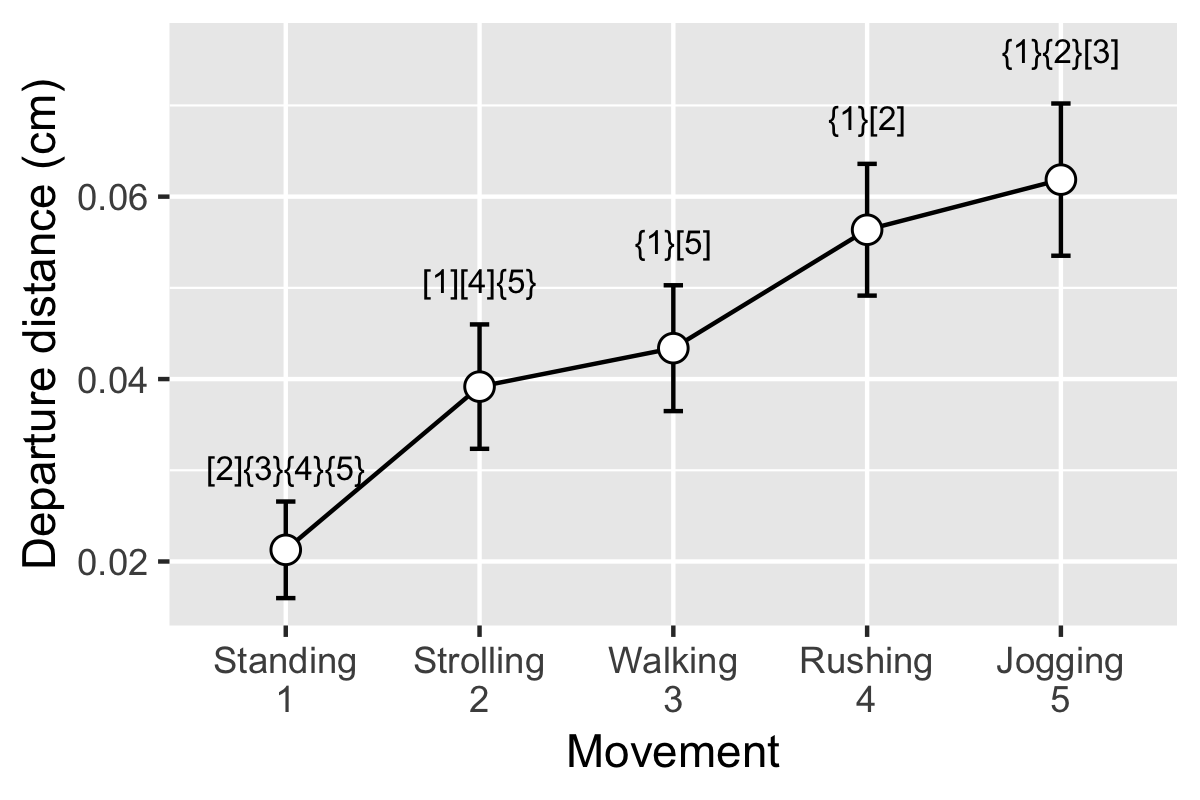 {1}{2}[3]
{1}[2]
{1}[5]
[1][4]{5}
[2]{3}{4}{5}
Departure distance (cm)
0.06
0.04
0.02
Standing Strolling Walking Rushing Jogging
1 2 3 4 5
Movement